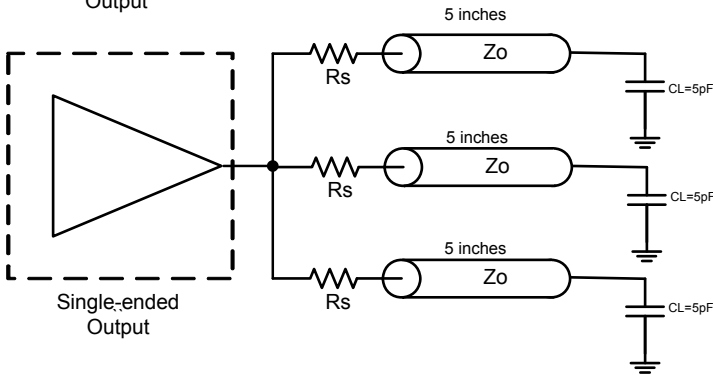 Output
5 inches
Zo
Rs
CL=5pF
5 inches
Zo
Rs
CL=5pF
5 inches
Zo
Rs
CL=5pF
Single-ended
Output